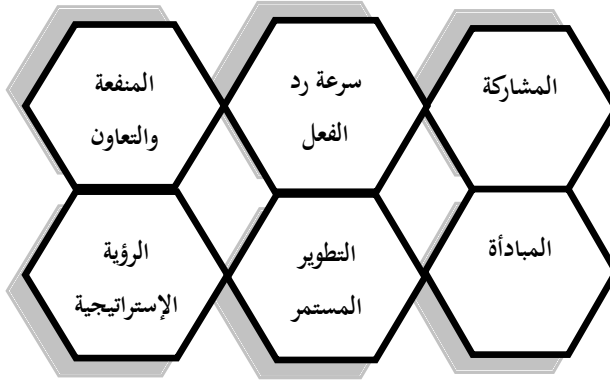 المشاركة
سرعة رد
الفعل
المنفعة
والتعاون
المبادأة
التطوير
المستمر
الرؤية
الإستراتيجية